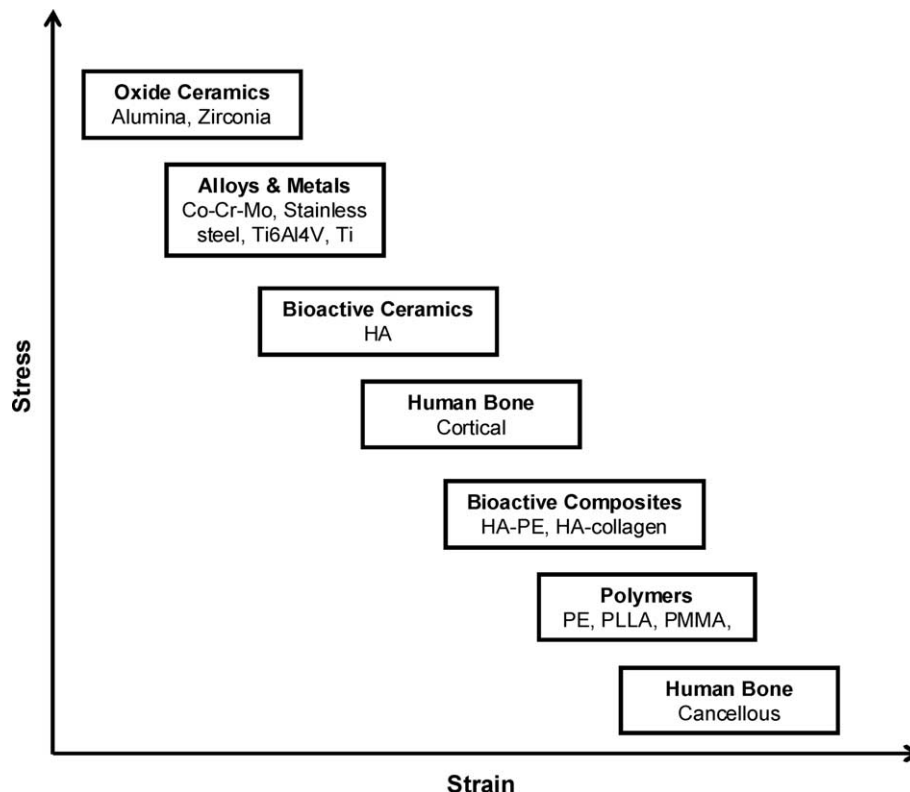 Oxide Ceramics
Alumina, Zirconia
Alloys & Metals
Co-Cr-Mo, Stainless
steel, Ti6Al4V, Ti
Bioactive Ceramics
HA
Human Bone
Cortical
Bioactive Composites
HA-PE, HA-collagen
Polymers
PE, PLLA, PMMA,
Human Bone
Cancellous
Stress
Strain